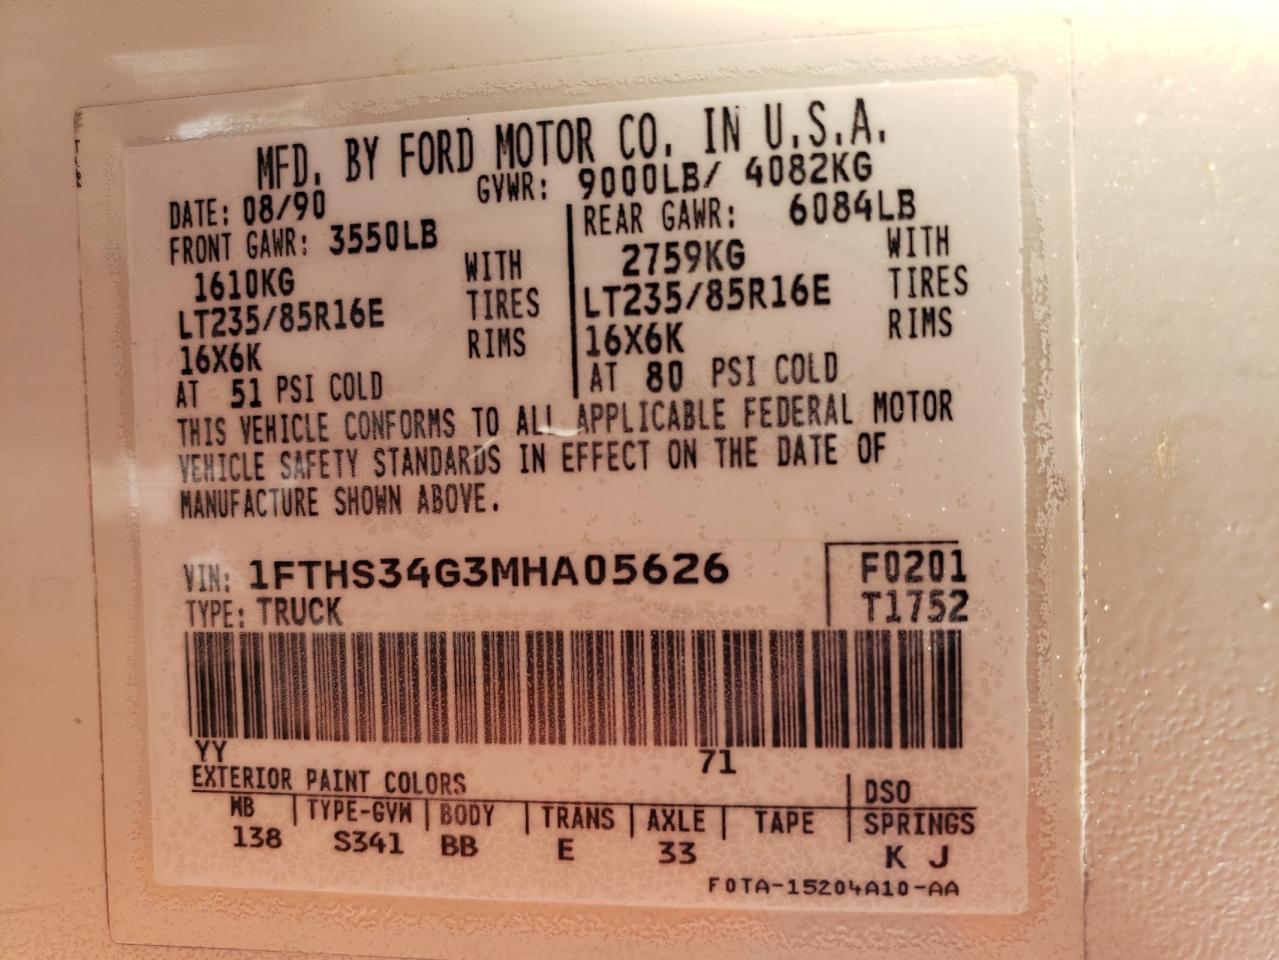 MFD. BY FORD MOTOR CO. IN U.S.A.
DATE: 08/90 GVWR: 9000LB/ 4082KG
FRONT GAWR: 3550LB REAR GAWR: 6084LB
1610KG WITH 2759KG WITH
LT235/85R16E TIRES LT235/85R16E TIRES
16X6K RIMS 16X6K RIMS
AT 51 PSI COLD AT 80 PSI COLD
THIS VEHICLE CONFORMS TO ALL APPLICABLE FEDERAL MOTOR
VEHICLE SAFETY STANDARDS IN EFFECT ON THE DATE OF
MANUFACTURE SHOWN ABOVE.
VIN: 1FTHS34G3MHA05626 F0201
TYPE: TRUCK T1752
YY 71
EXTERIOR PAINT COLORS DSO
WB TYPE-GVW BODY TRANS AXLE TAPE SPRINGS
138 S341 BB E 33 K J
F0TA-15204A10-AA